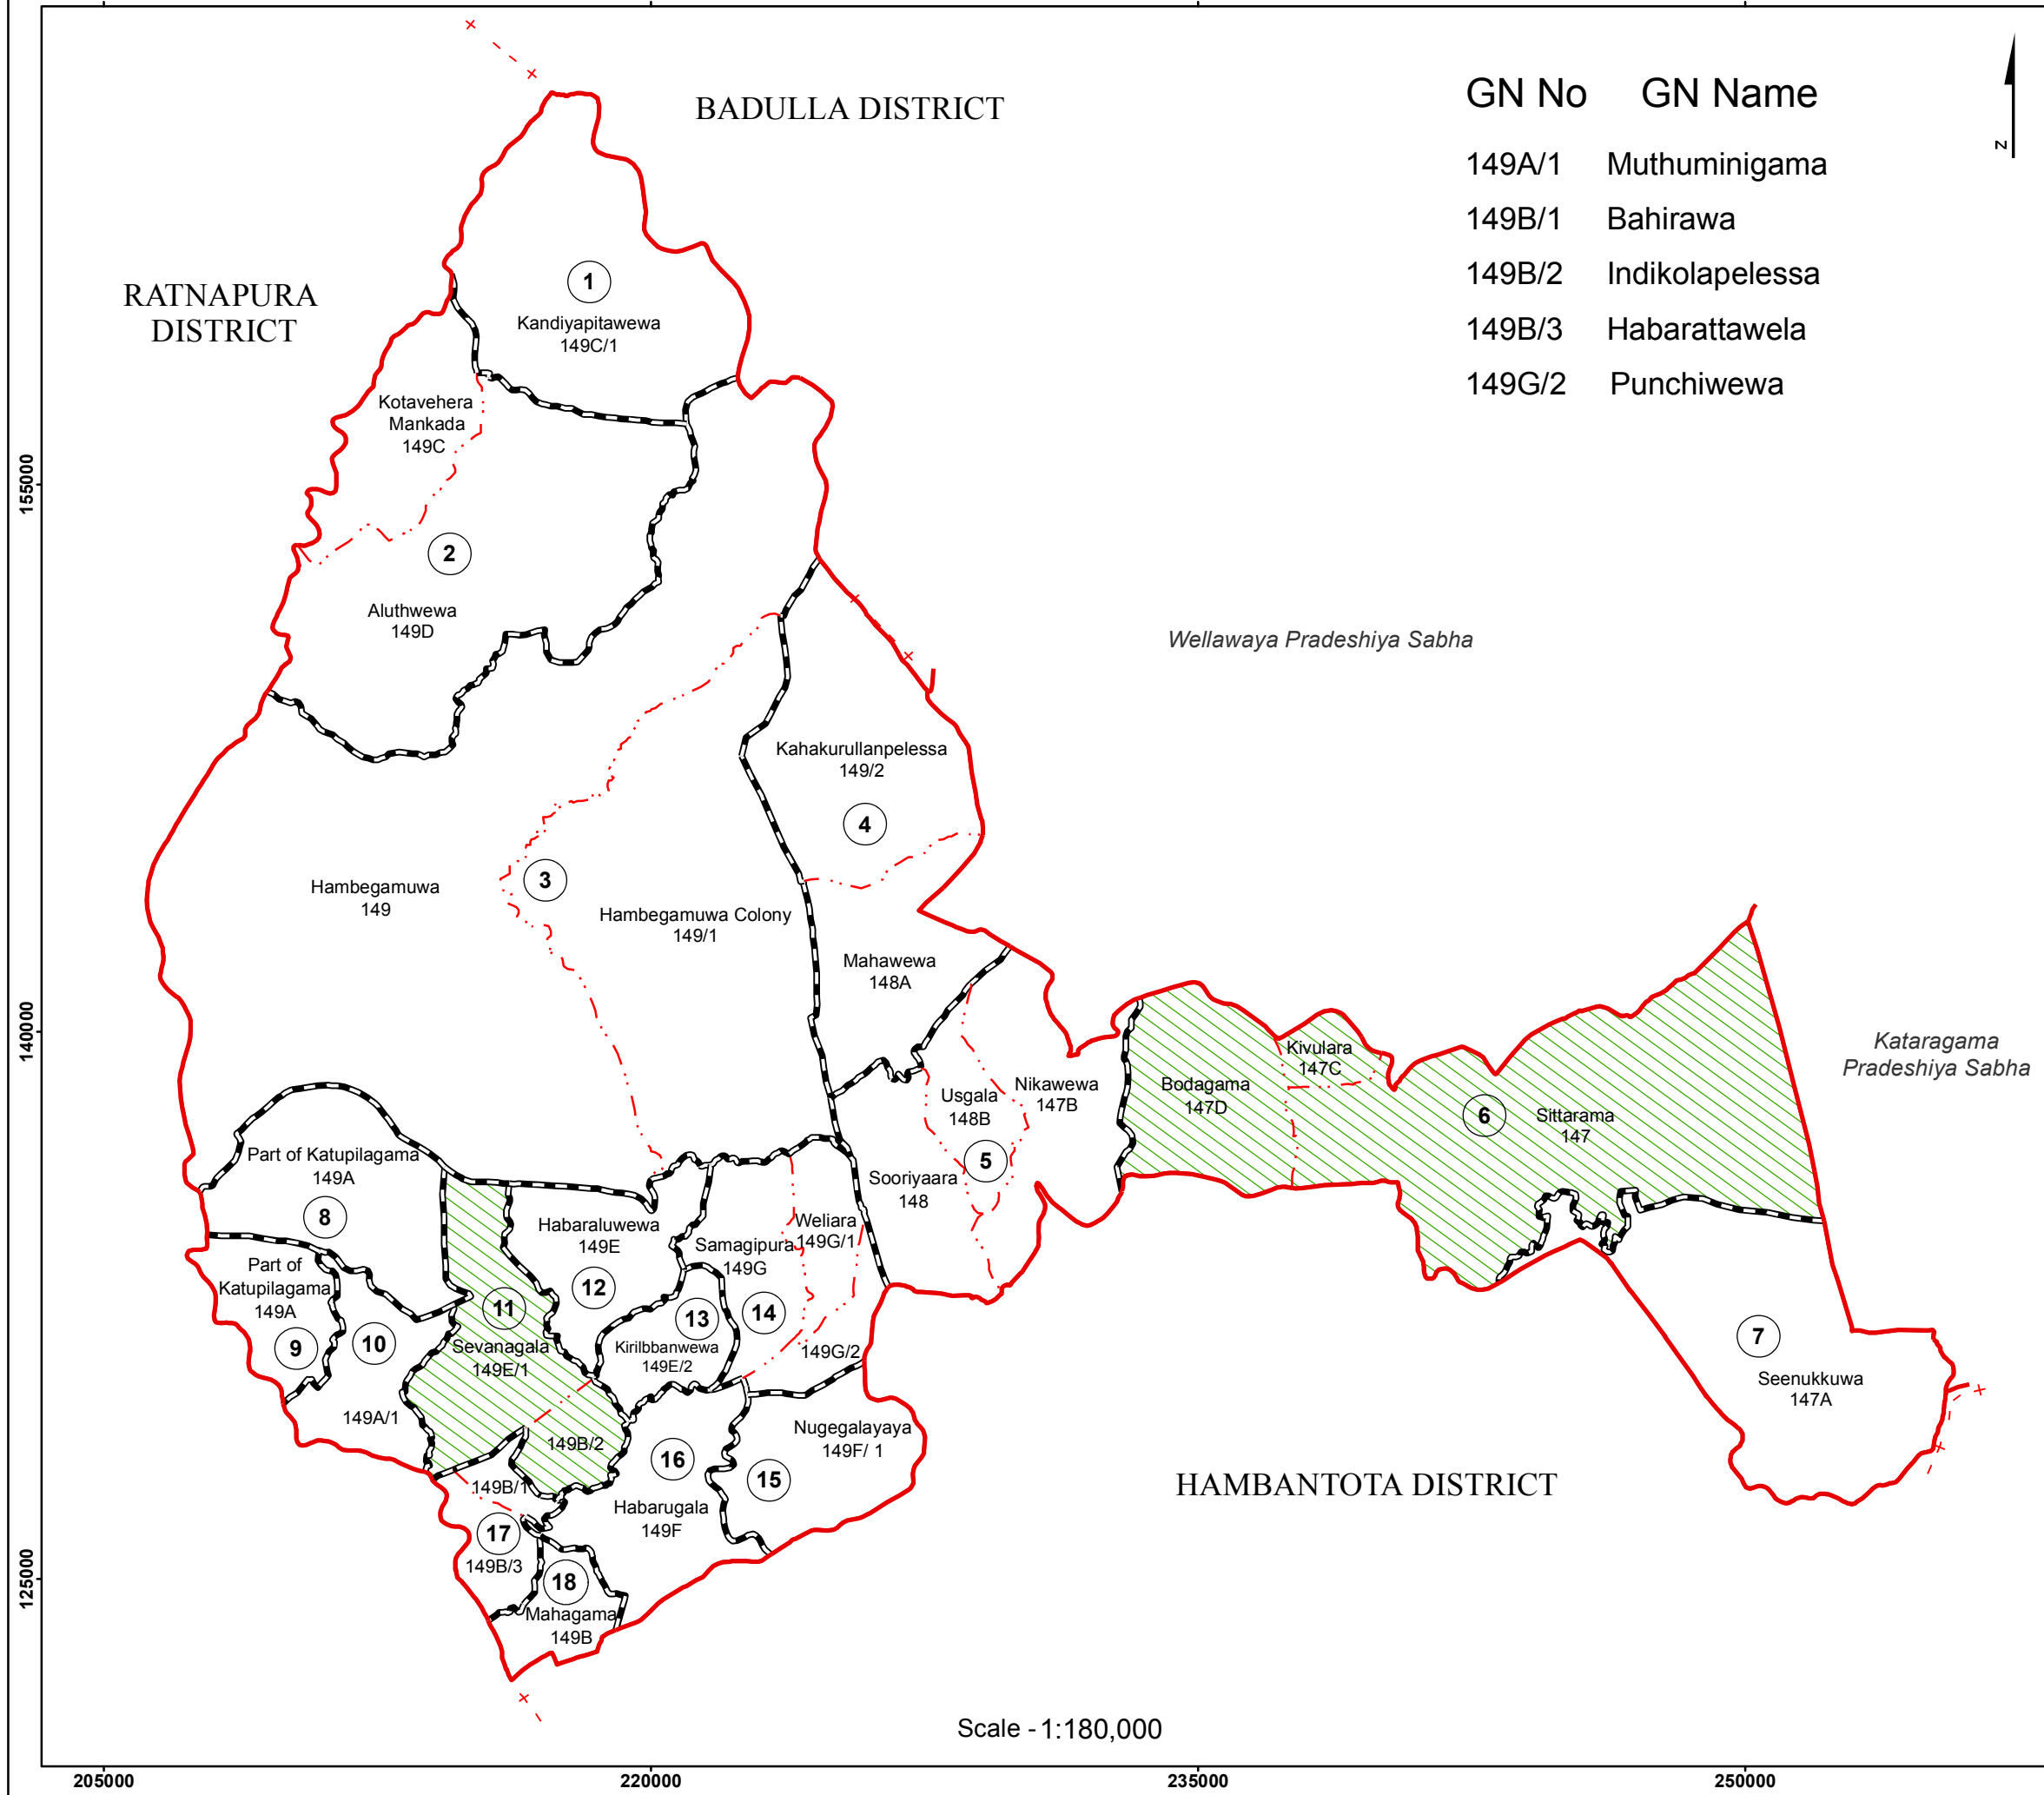 BADULLA DISTRICT
GN No GN Name
149A/1 Muthuminigama
149B/1 Bahirawa
149B/2 Indikolapelessa
149B/3 Habarattawela
149G/2 Punchiwewa
N
RATNAPURA
DISTRICT
1
Kandiyapitawewa
149C/1
Kotavehera
Mankada
149C
155000
2
Aluthwewa
149D
Wellawaya Pradeshiya Sabha
Kahakurullanpelessa
149/2
4
3
Hambegamuwa
149
Hambegamuwa Colony
149/1
Mahawewa
148A
140000
Kataragama
Pradeshiya Sabha
Kivulara
147C
Bodagama
147D
Nikawewa
147B
Usgala
148B
6
Sittarama
147
5
Sooriyaara
148
Part of Katupilagama
149A
8
Habaraluwewa
149E
12
Weliara
149G/1
Samagipura
149G
Part of
Katupilagama
149A
9
10
11
Sevanagala
149E/1
13
Kirilbbanwewa
149E/2
14
149G/2
7
Seenukkuwa
147A
149A/1
149B/2
Nugegalayaya
149F/ 1
16
15
149B/1
Habarugala
149F
HAMBANTOTA DISTRICT
17
149B/3
18
Mahagama
149B
125000
Scale - 1:180,000
205000 220000 235000 250000